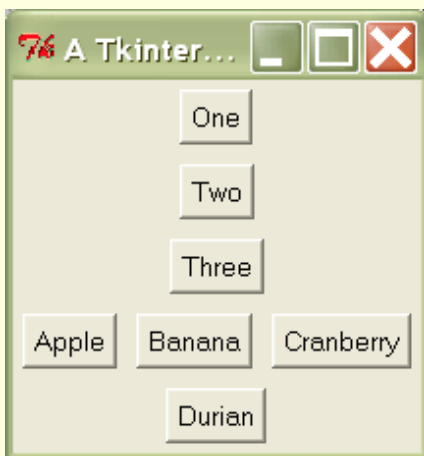 A Tkinter...
One
Two
Three
Apple Banana Cranberry
Durian